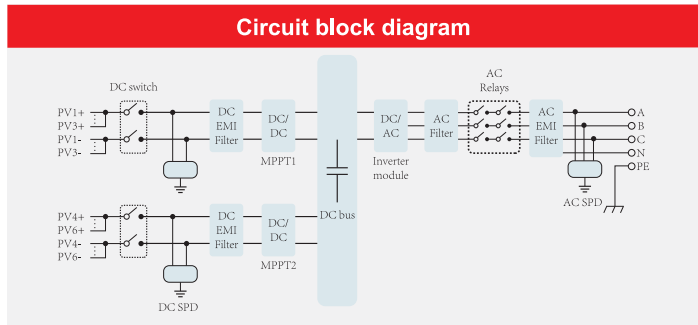 Circuit block diagram
DC switch
PV1+
PV3+
PV1-
PV3-
DC
EMI
Filter
DC/
DC
MPPT1
PV4+
PV6+
PV4-
PV6-
DC SPD
DC
EMI
Filter
DC/
DC
MPPT2
DC bus
DC/
AC
Inverter
module
AC
Filter
AC
Relays
AC
EMI
Filter
A
B
C
N
PE
AC SPD